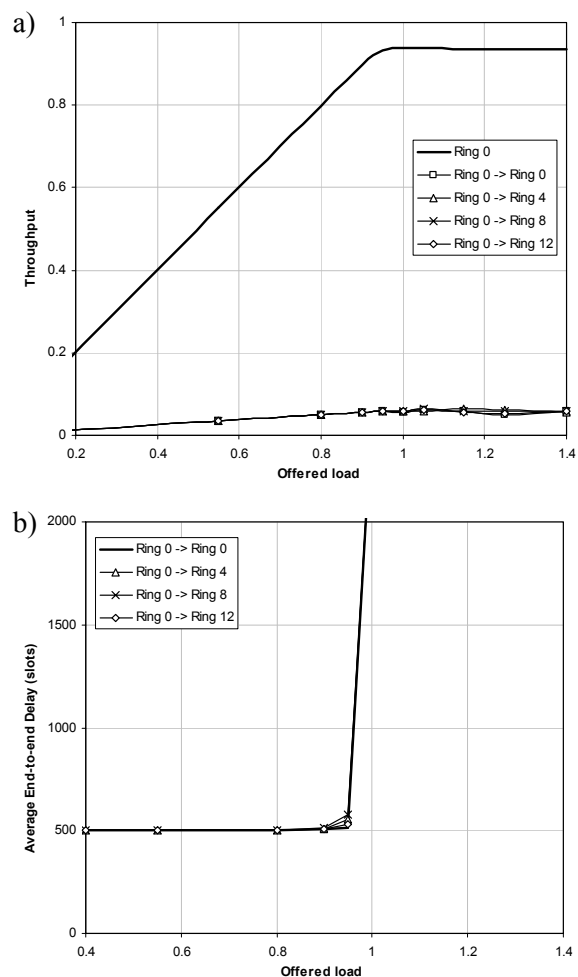 a)
1
0.8
0.6
0.4
0.2
0
Throughput
Ring 0
Ring 0 -> Ring 0
Ring 0 -> Ring 4
Ring 0 -> Ring 8
Ring 0 -> Ring 12
0.2 0.4 0.6 0.8 1 1.2 1.4
Offered load
b)
2000
1500
1000
500
0
Average End-to-end Delay (slots)
Ring 0 -> Ring 0
Ring 0 -> Ring 4
Ring 0 -> Ring 8
Ring 0 -> Ring 12
0.4 0.6 0.8 1 1.2 1.4
Offered load